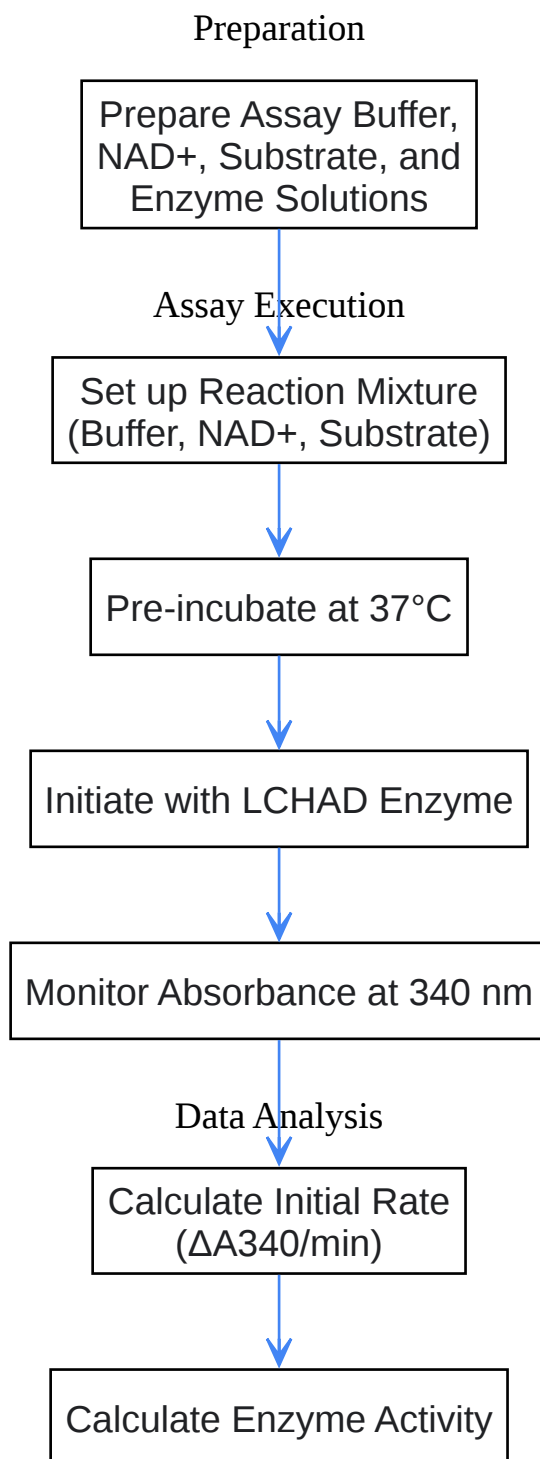 Preparation
Prepare Assay Buffer,
NAD+, Substrate, and
Enzyme Solutions
Assay Execution
Set up Reaction Mixture
(Buffer, NAD+, Substrate)
Pre-incubate at 37°C
Initiate with LCHAD Enzyme
Monitor Absorbance at 340 nm
Data Analysis
Calculate Initial Rate
(ΔA340/min)
Calculate Enzyme Activity